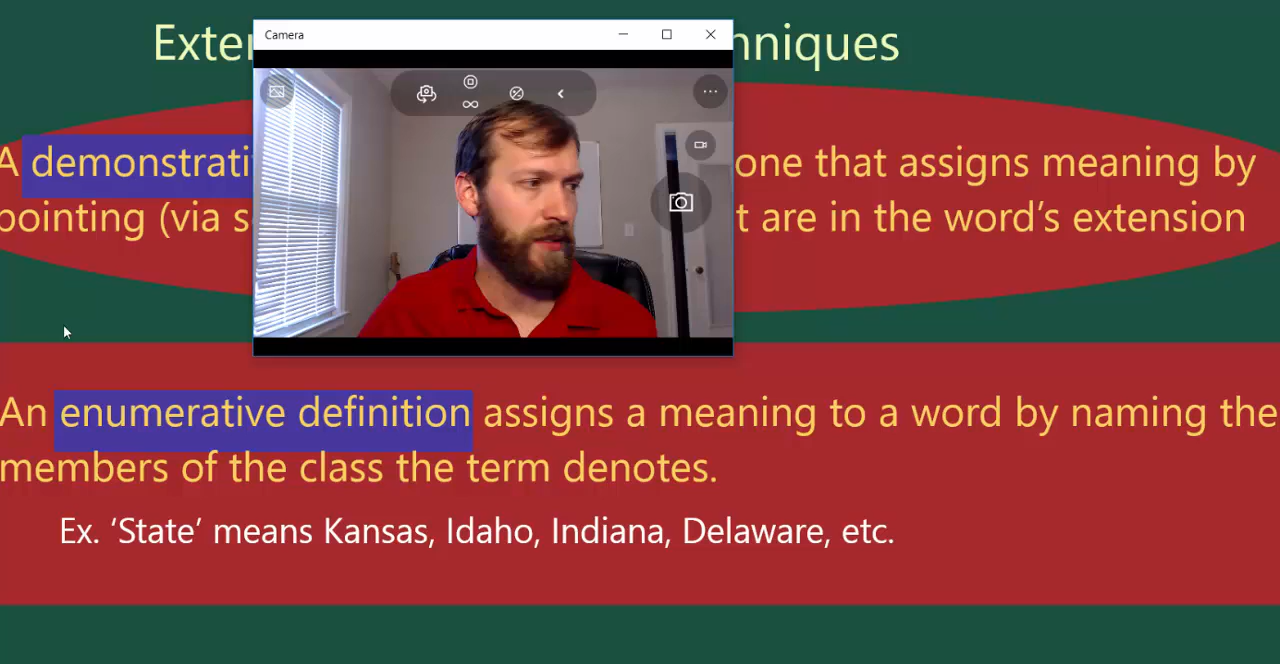 Exter hniques
Camera
A demonstrati one that assigns meaning by
pointing (via s t are in the word's extension
An enumerative definition assigns a meaning to a word by naming the
members of the class the term denotes.
Ex. ‘State’ means Kansas, Idaho, Indiana, Delaware, etc.